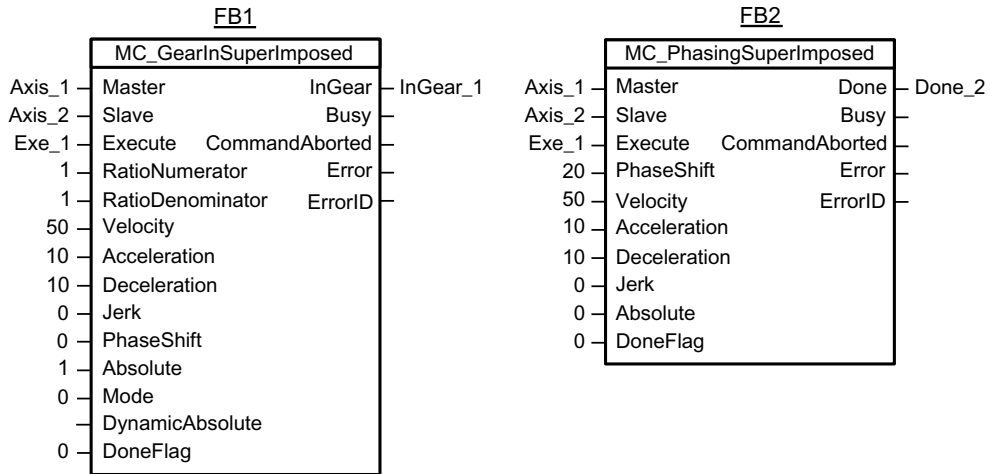 FB1
MC_GearInSuperImposed
Axis_1 Master InGear InGear_1
Axis_2 Slave Busy
Exe_1 Execute CommandAborted
1 RatioNumerator Error
1 RatioDenominator ErrorID
50 Velocity
10 Acceleration
10 Deceleration
0 Jerk
0 PhaseShift
1 Absolute
0 Mode
DynamicAbsolute
0 DoneFlag
FB2
MC_PhasingSuperImposed
Axis_1 Master Done Done_2
Axis_2 Slave Busy
Exe_1 Execute CommandAborted
20 PhaseShift Error
50 Velocity ErrorID
10 Acceleration
10 Deceleration
0 Jerk
0 Absolute
0 DoneFlag